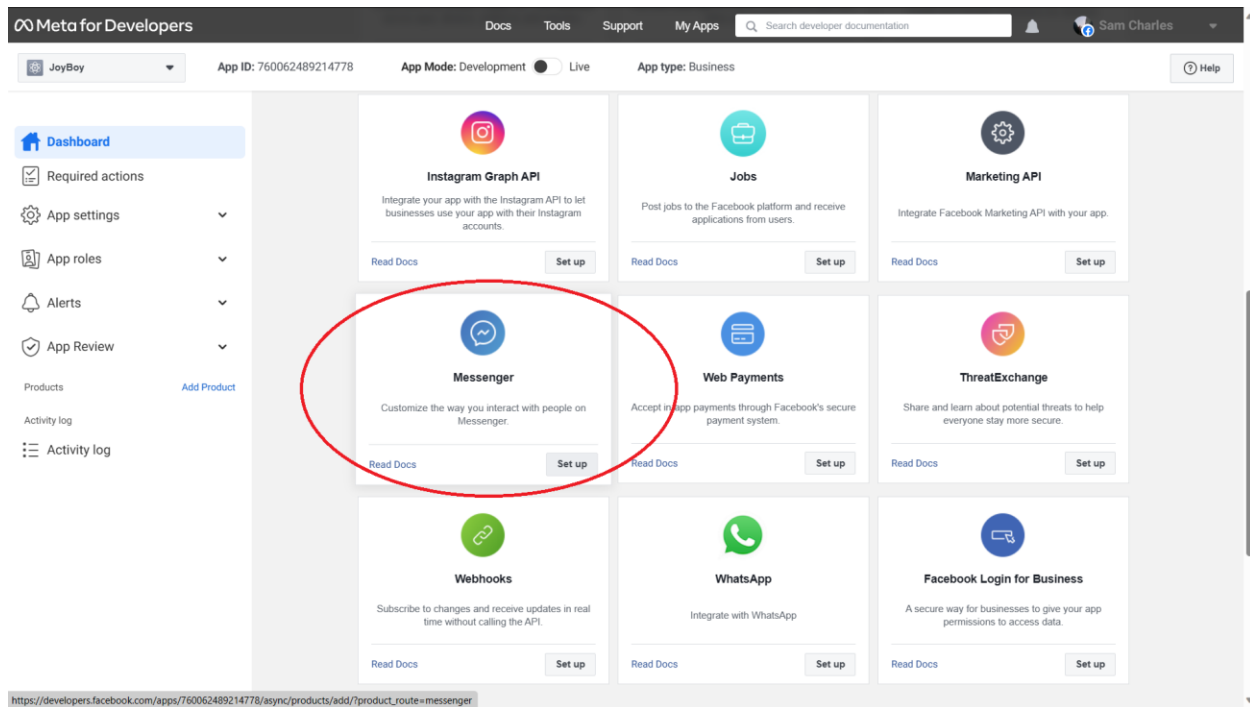 Meta for Developers
Docs Tools Support My Apps Search developer documentation Sam Charles
JoyBoy App ID: 760062489214778 App Mode: Development Live App type: Business Help
Dashboard
Required actions
App settings
App roles
Alerts
App Review
Products Add Product
Activity log
Activity log
Instagram Graph API
Integrate your app with the Instagram API to let
businesses use your app with their Instagram
accounts.
Read Docs Set up
Jobs
Post jobs to the Facebook platform and receive
applications from users.
Read Docs Set up
Marketing API
Integrate Facebook Marketing API with your app.
Read Docs Set up
Messenger
Customize the way you interact with people on
Messenger.
Read Docs Set up
Web Payments
Accept in app payments through Facebook's secure
payment system.
Read Docs Set up
ThreatExchange
Share and learn about potential threats to help
everyone stay more secure.
Read Docs Set up
Webhooks
Subscribe to changes and receive updates in real
time without calling the API.
Read Docs Set up
WhatsApp
Integrate with WhatsApp
Read Docs Set up
Facebook Login for Business
A secure way for businesses to give your app
permissions to access data.
Read Docs Set up
https://developers.facebook.com/apps/760062489214778/async/products/add/?product_route=messenger